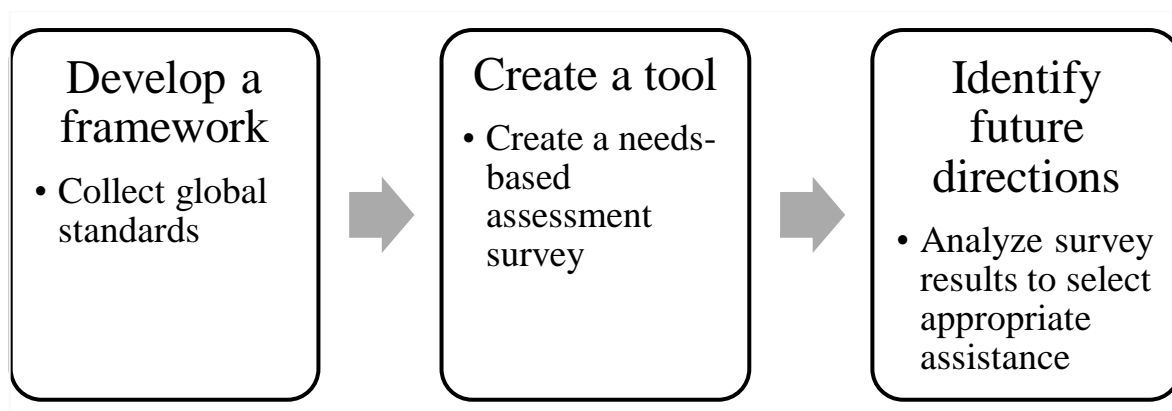 Develop a
framework
• Collect global
standards
Create a tool
• Create a needs-
based
assessment
survey
Identify
future
directions
• Analyze survey
results to select
appropriate
assistance